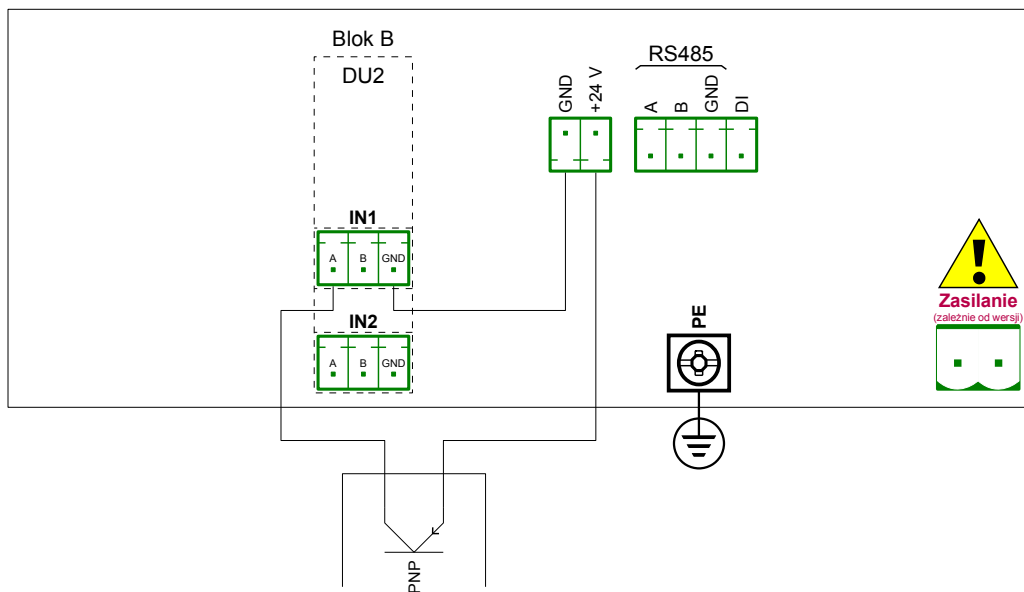 Blok B
DU2
GND
+24 V
RS485
A
B
GND
DI
IN1
A B GND
IN2
A B GND
PE
Zasilanie
(zależnie od wersji)
PNP